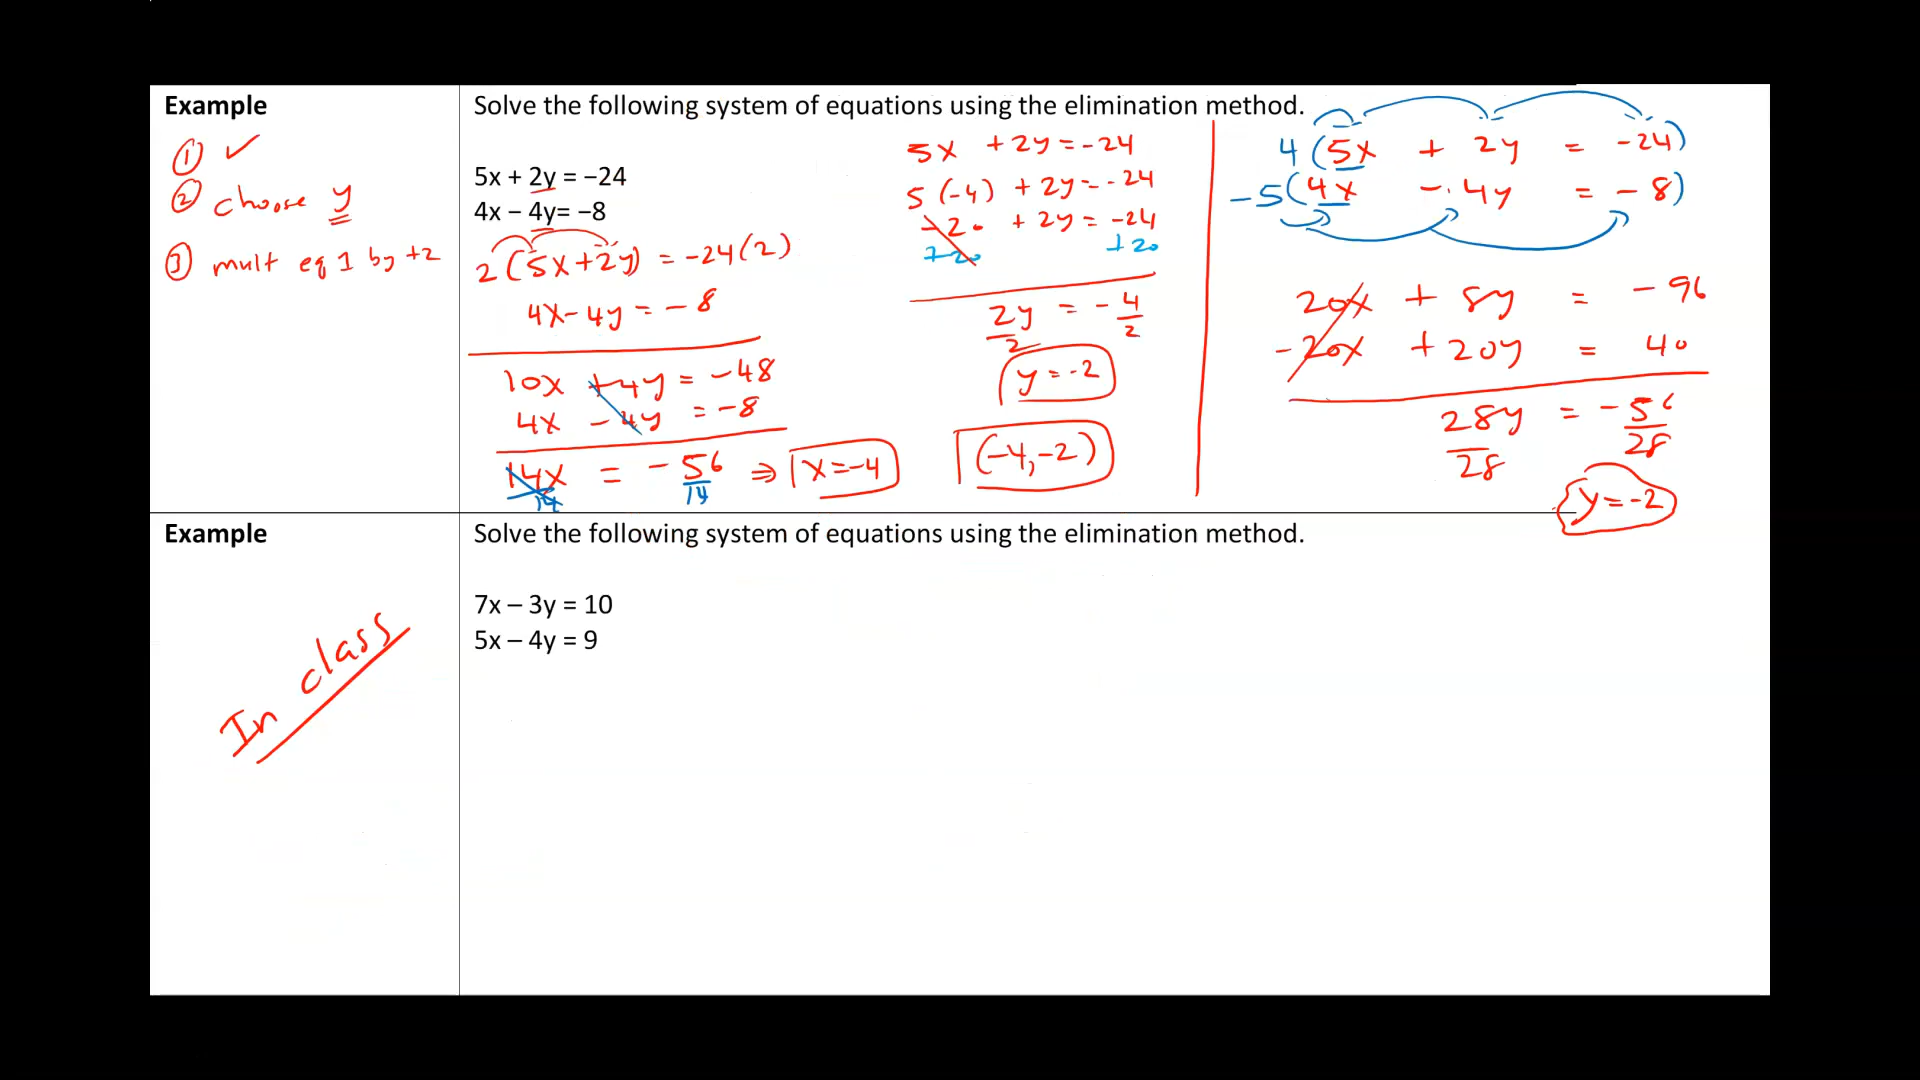 Example
① ✓
② choose y
③ mult eq 1 by +2
Solve the following system of equations using the elimination method.
5x + 2y = −24
4x − 4y= −8
2(5x+2y) = -24(2)
4x-4y = -8
10x +4y = -48
4x -4y = -8
14x = -56 ⇒ x=-4
14 14
5x +2y=-24
5(-4) +2y=-24
-20 +2y=-24
+20 +20
2y = -4
2 2
y=-2
(-4,-2)
4(5x + 2y = -24)
-5(4x - 4y = -8)
20x + 8y = -96
-20x +20y = 40
28y = -56
28 28
y=-2
Example
In class
Solve the following system of equations using the elimination method.
7x – 3y = 10
5x – 4y = 9